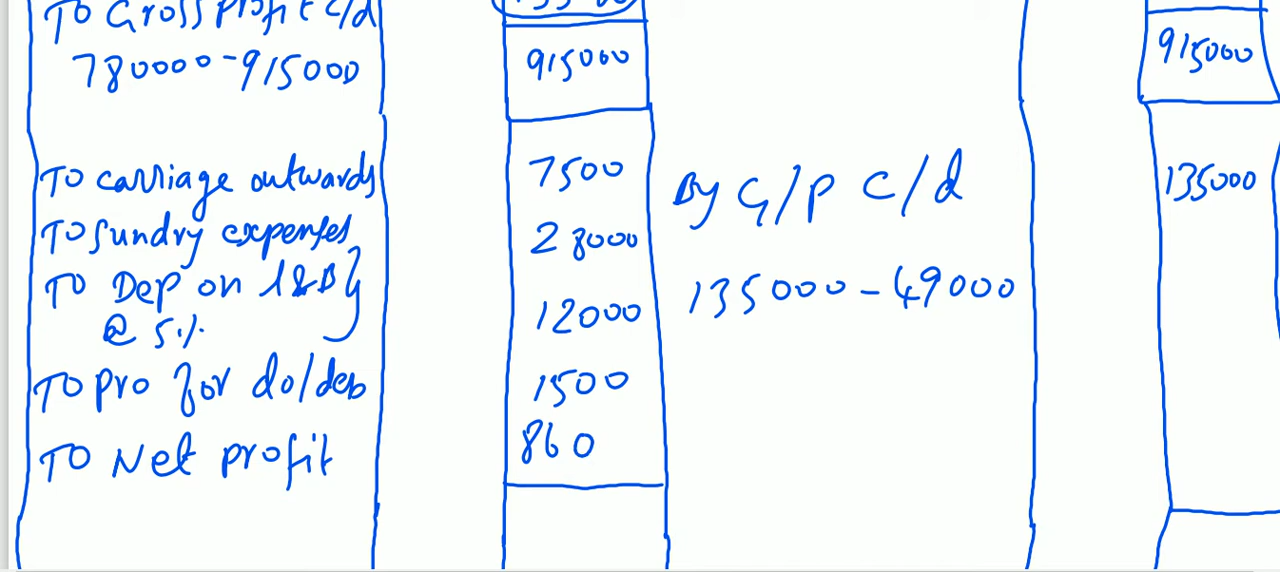 To Gross profit c/d
780000-915000 915000 915000
To carriage outwards 7500 By G/P c/d 135000
To Sundry expenses 28000
To Dep on L&B 12000 135000-49000
@ 5%
To pro for do/deb 1500
To Net profit 860